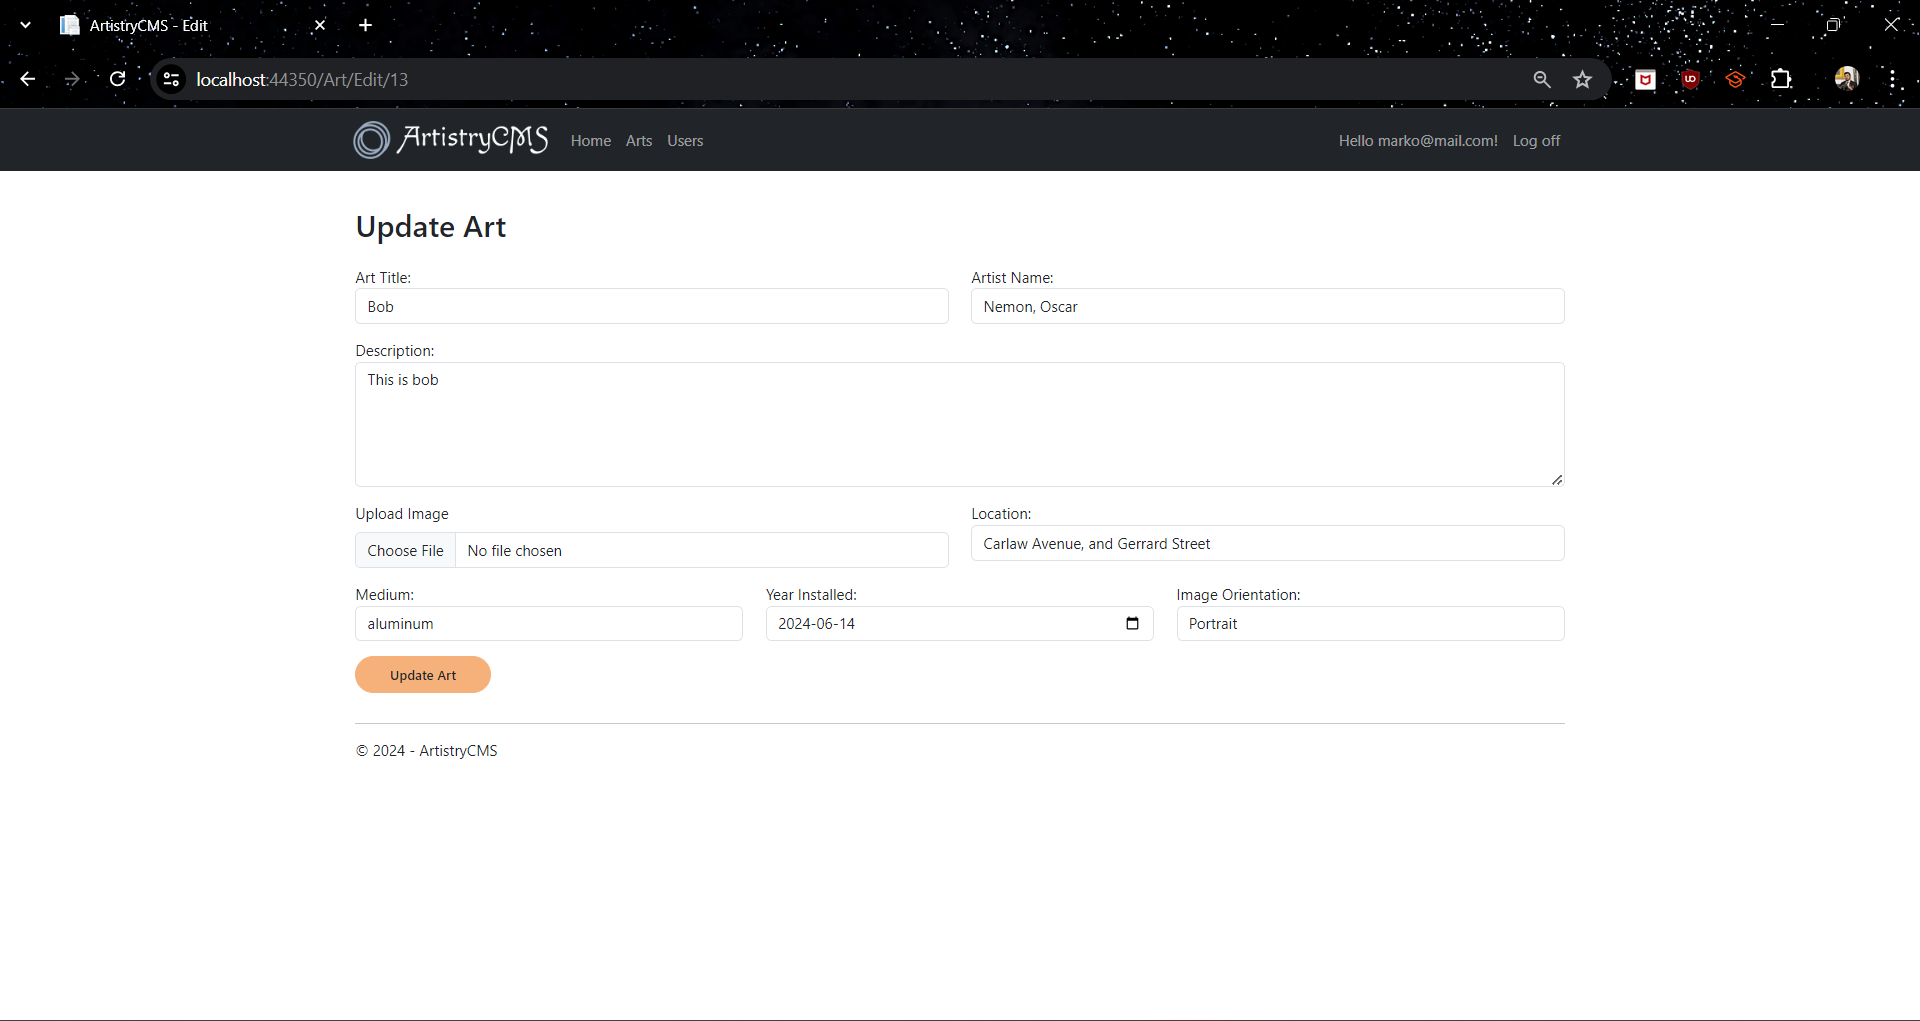 ArtistryCMS - Edit
localhost:44350/Art/Edit/13
ArtistryCMS Home Arts Users Hello marko@mail.com! Log off
Update Art
Art Title: Artist Name:
Bob Nemon, Oscar
Description:
This is bob
Upload Image Location:
Choose File No file chosen Carlaw Avenue, and Gerrard Street
Medium: Year Installed: Image Orientation:
aluminum 2024-06-14 Portrait
Update Art
© 2024 - ArtistryCMS